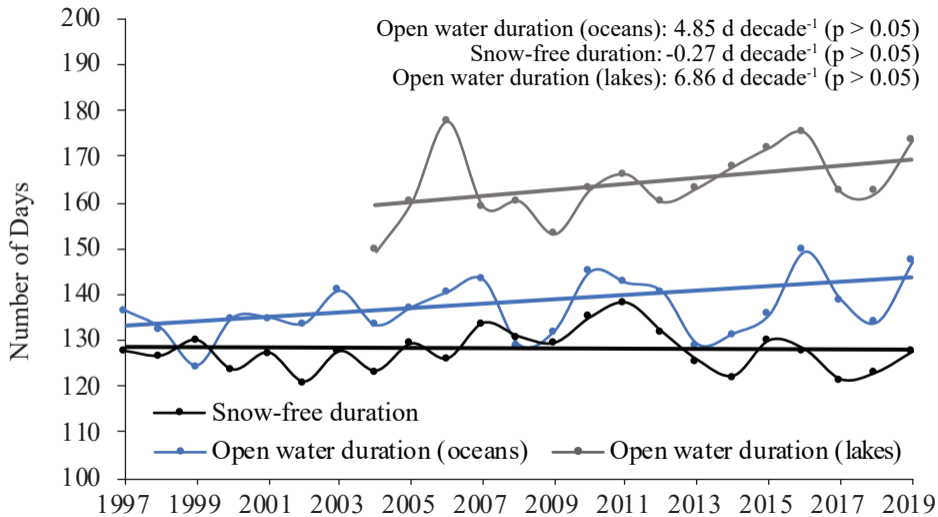 Open water duration (oceans): 4.85 d decade⁻¹ (p > 0.05)
Snow-free duration: -0.27 d decade⁻¹ (p > 0.05)
Open water duration (lakes): 6.86 d decade⁻¹ (p > 0.05)
Number of Days
200
190
180
170
160
150
140
130
120
110
100
Snow-free duration
Open water duration (oceans) Open water duration (lakes)
1997 1999 2001 2003 2005 2007 2009 2011 2013 2015 2017 2019